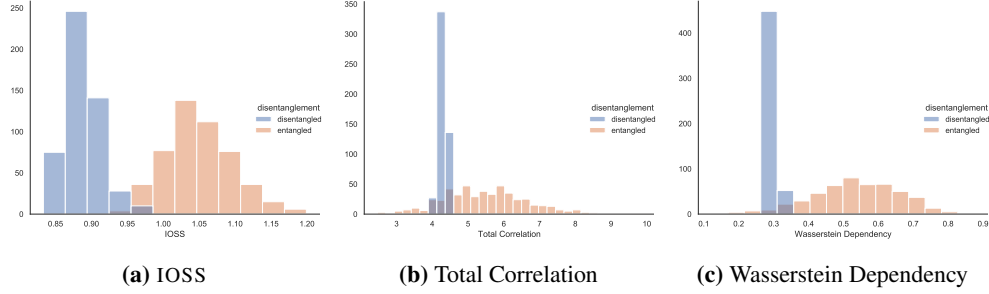 250
200
150
100
50
0
0.85 0.90 0.95 1.00 1.05 1.10 1.15 1.20
IOSS
disentanglement
disentangled
entangled
(a) IOSS
350
300
250
200
150
100
50
0
3 4 5 6 7 8 9 10
Total Correlation
disentanglement
disentangled
entangled
(b) Total Correlation
400
300
200
100
0
0.1 0.2 0.3 0.4 0.5 0.6 0.7 0.8 0.9
Wasserstein Dependency
disentanglement
disentangled
entangled
(c) Wasserstein Dependency